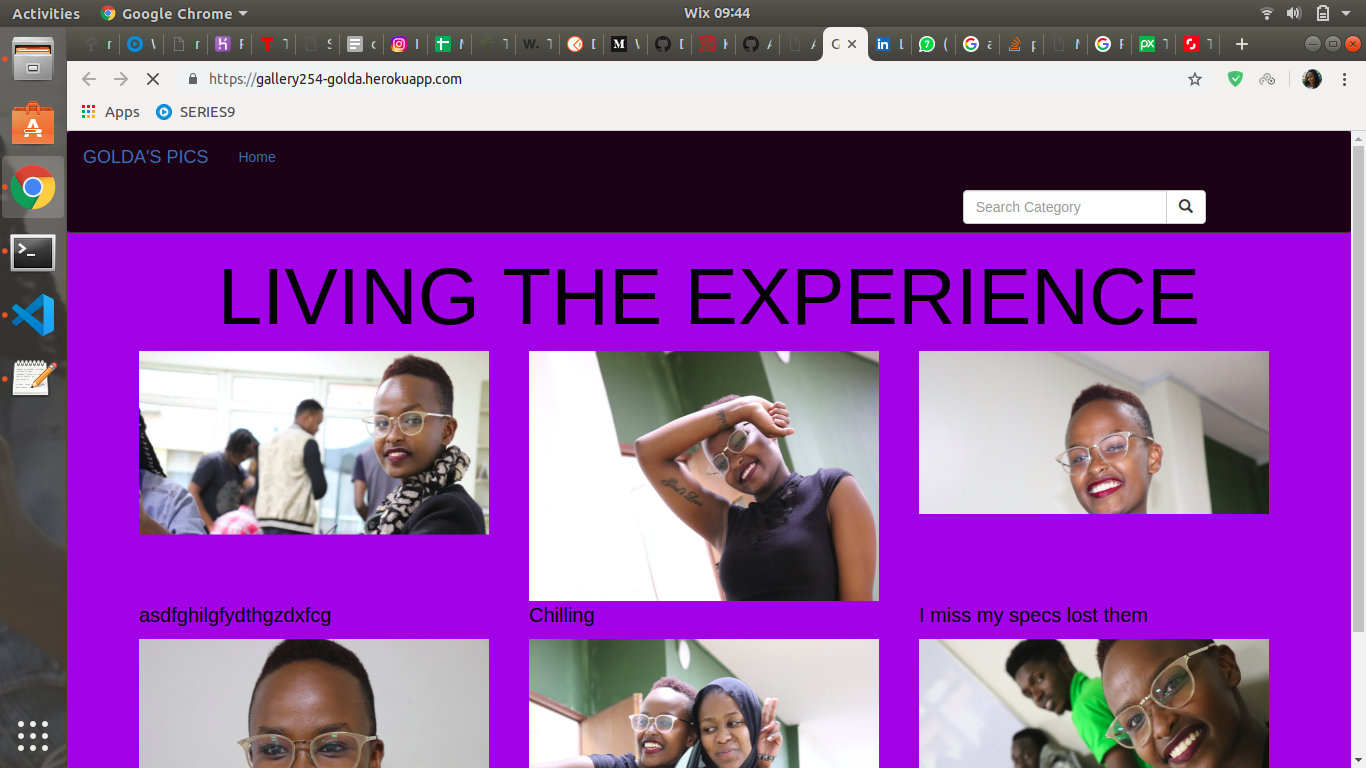 Activities Google Chrome Wix 09:44
https://gallery254-golda.herokuapp.com
Apps SERIES9
GOLDA'S PICS Home
Search Category
LIVING THE EXPERIENCE
asdfghilgfydthgzdxfcg Chilling I miss my specs lost them